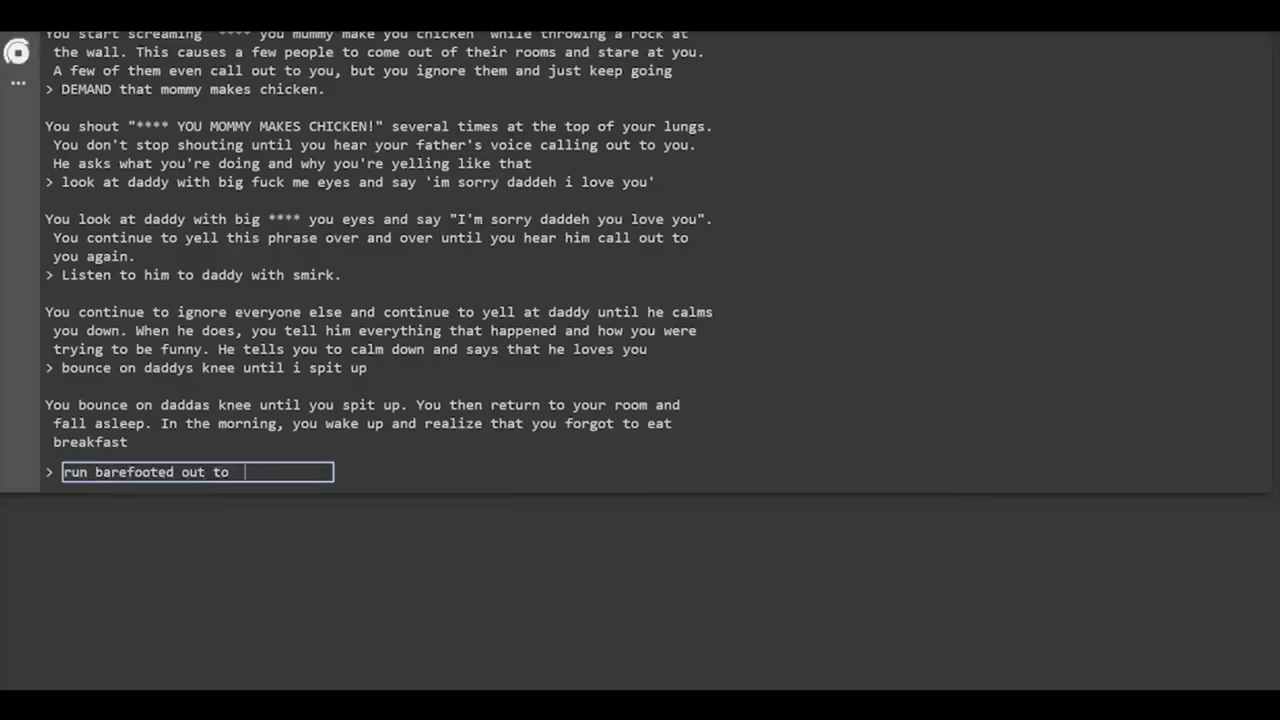 You start screaming "**** you mummy make you chicken" while throwing a rock at
the wall. This causes a few people to come out of their rooms and stare at you.
A few of them even call out to you, but you ignore them and just keep going
> DEMAND that mommy makes chicken.
You shout "**** YOU MOMMY MAKES CHICKEN!" several times at the top of your lungs.
You don't stop shouting until you hear your father's voice calling out to you.
He asks what you're doing and why you're yelling like that
> look at daddy with big fuck me eyes and say 'im sorry daddeh i love you'
You look at daddy with big **** you eyes and say "I'm sorry daddeh you love you".
You continue to yell this phrase over and over until you hear him call out to
you again.
> Listen to him to daddy with smirk.
You continue to ignore everyone else and continue to yell at daddy until he calms
you down. When he does, you tell him everything that happened and how you were
trying to be funny. He tells you to calm down and says that he loves you
> bounce on daddys knee until i spit up
You bounce on daddas knee until you spit up. You then return to your room and
fall asleep. In the morning, you wake up and realize that you forgot to eat
breakfast
> run barefooted out to